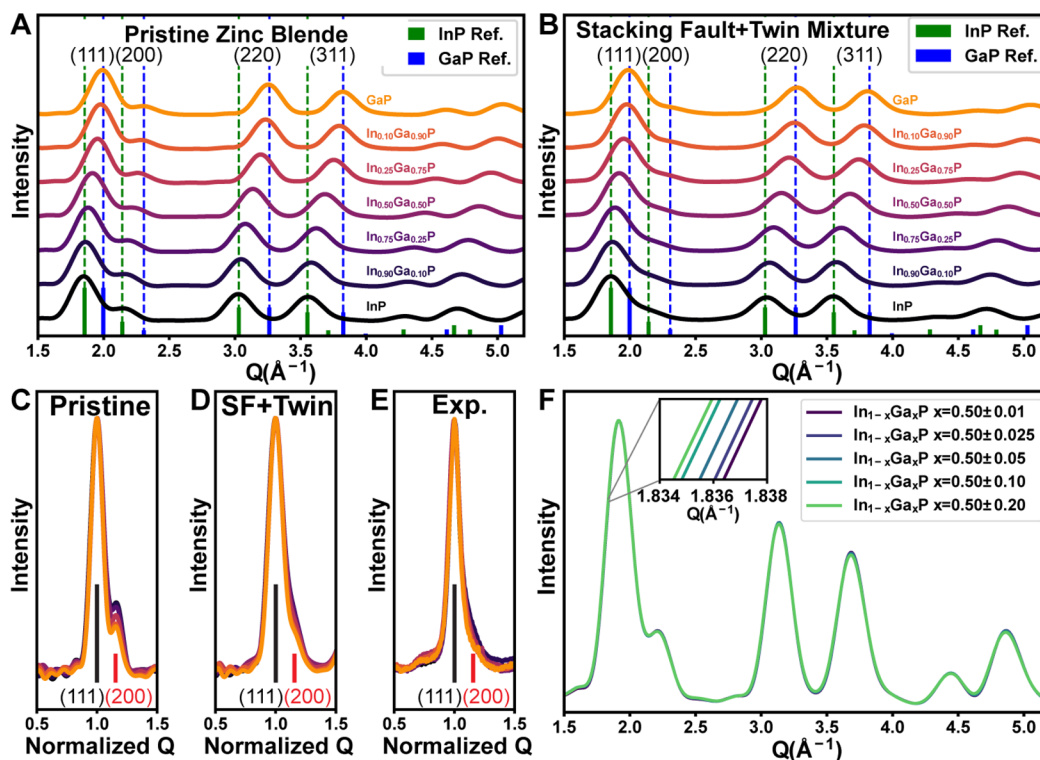 A
Pristine Zinc Blende
InP Ref.
GaP Ref.
(111)
(200)
(220)
(311)
GaP
In0.10Ga0.90P
In0.25Ga0.75P
In0.50Ga0.50P
In0.75Ga0.25P
In0.90Ga0.10P
InP
Intensity
1.5 2.0 2.5 3.0 3.5 4.0 4.5 5.0
Q(Å⁻¹)
B
Stacking Fault+Twin Mixture
InP Ref.
GaP Ref.
(111)
(200)
(220)
(311)
GaP
In0.10Ga0.90P
In0.25Ga0.75P
In0.50Ga0.50P
In0.75Ga0.25P
In0.90Ga0.10P
InP
Intensity
1.5 2.0 2.5 3.0 3.5 4.0 4.5 5.0
Q(Å⁻¹)
C
Pristine
Intensity
(111)
(200)
0.5 1.0 1.5
Normalized Q
D
SF+Twin
Intensity
(111)
(200)
0.5 1.0 1.5
Normalized Q
E
Exp.
Intensity
(111)
(200)
0.5 1.0 1.5
Normalized Q
F
In1−xGaxP x=0.50±0.01
In1−xGaxP x=0.50±0.025
In1−xGaxP x=0.50±0.05
In1−xGaxP x=0.50±0.10
In1−xGaxP x=0.50±0.20
1.834 1.836 1.838
Q(Å⁻¹)
Intensity
1.5 2.0 2.5 3.0 3.5 4.0 4.5 5.0
Q(Å⁻¹)